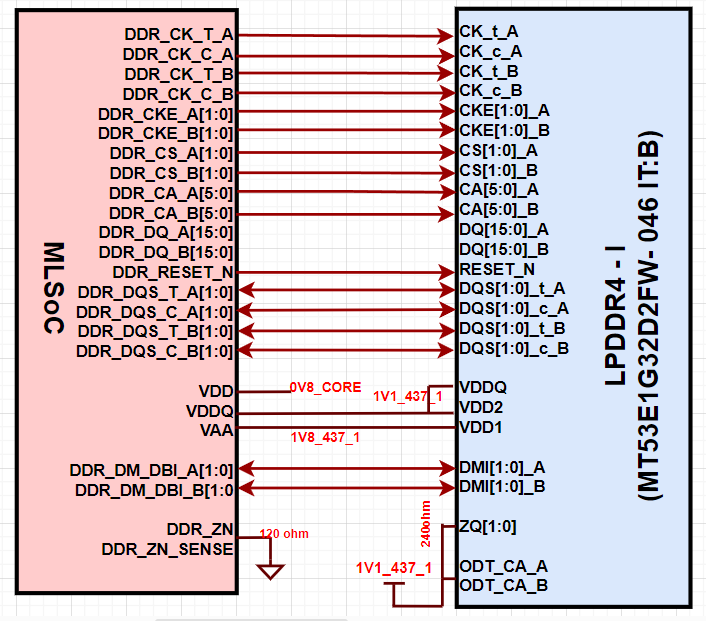 MLSoC
DDR_CK_T_A
DDR_CK_C_A
DDR_CK_T_B
DDR_CK_C_B
DDR_CKE_A[1:0]
DDR_CKE_B[1:0]
DDR_CS_A[1:0]
DDR_CS_B[1:0]
DDR_CA_A[5:0]
DDR_CA_B[5:0]
DDR_DQ_A[15:0]
DDR_DQ_B[15:0]
DDR_RESET_N
DDR_DQS_T_A[1:0]
DDR_DQS_C_A[1:0]
DDR_DQS_T_B[1:0]
DDR_DQS_C_B[1:0]
VDD
VDDQ
VAA
DDR_DM_DBI_A[1:0]
DDR_DM_DBI_B[1:0
DDR_ZN
DDR_ZN_SENSE
0V8_CORE
1V1_437_1
1V8_437_1
120 ohm
240ohm
1V1_437_1
CK_t_A
CK_c_A
CK_t_B
CK_c_B
CKE[1:0]_A
CKE[1:0]_B
CS[1:0]_A
CS[1:0]_B
CA[5:0]_A
CA[5:0]_B
DQ[15:0]_A
DQ[15:0]_B
RESET_N
DQS[1:0]_t_A
DQS[1:0]_c_A
DQS[1:0]_t_B
DQS[1:0]_c_B
VDDQ
VDD2
VDD1
DMI[1:0]_A
DMI[1:0]_B
ZQ[1:0]
ODT_CA_A
ODT_CA_B
LPDDR4 - I
(MT53E1G32D2FW- 046 IT:B)